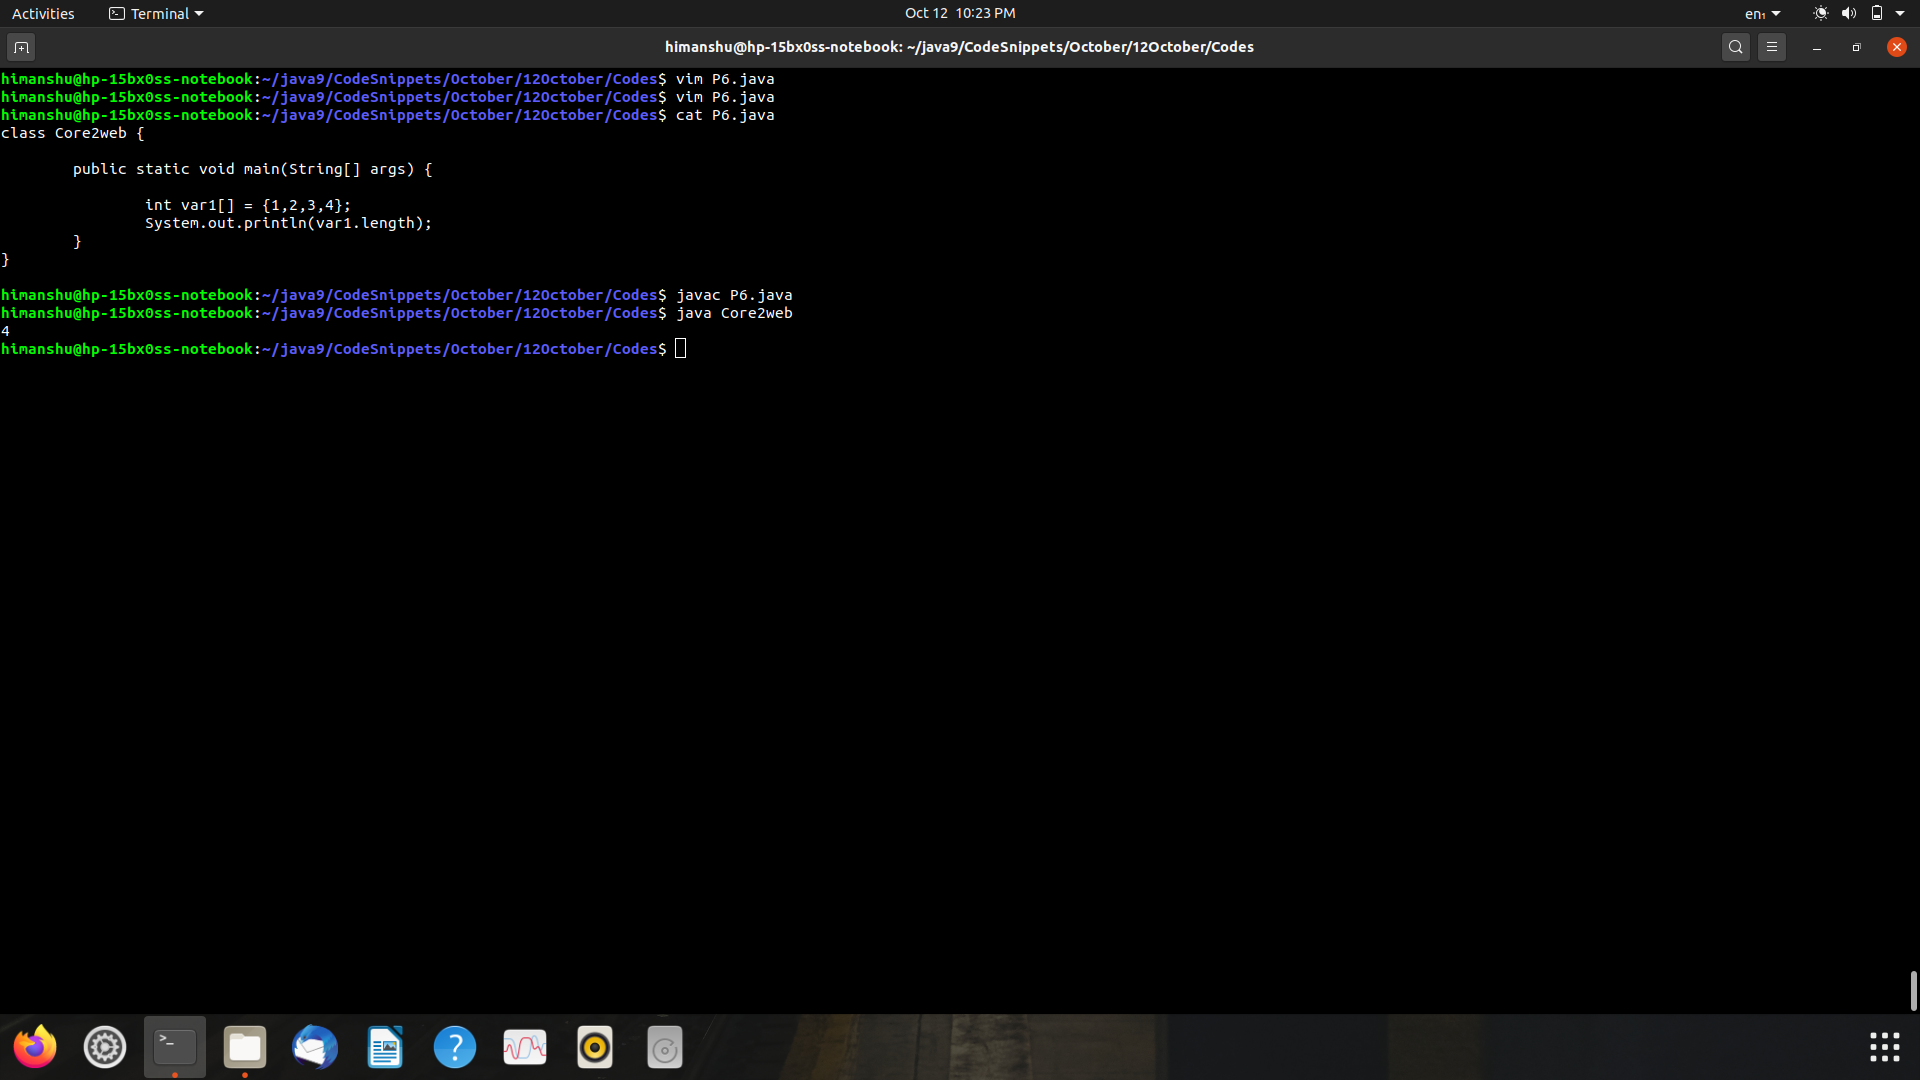 Activities Terminal Oct 12 10:23 PM en₁
himanshu@hp-15bx0ss-notebook: ~/java9/CodeSnippets/October/12October/Codes
himanshu@hp-15bx0ss-notebook:~/java9/CodeSnippets/October/12October/Codes$ vim P6.java
himanshu@hp-15bx0ss-notebook:~/java9/CodeSnippets/October/12October/Codes$ vim P6.java
himanshu@hp-15bx0ss-notebook:~/java9/CodeSnippets/October/12October/Codes$ cat P6.java
class Core2web {
public static void main(String[] args) {
int var1[] = {1,2,3,4};
System.out.println(var1.length);
}
}
himanshu@hp-15bx0ss-notebook:~/java9/CodeSnippets/October/12October/Codes$ javac P6.java
himanshu@hp-15bx0ss-notebook:~/java9/CodeSnippets/October/12October/Codes$ java Core2web
4
himanshu@hp-15bx0ss-notebook:~/java9/CodeSnippets/October/12October/Codes$